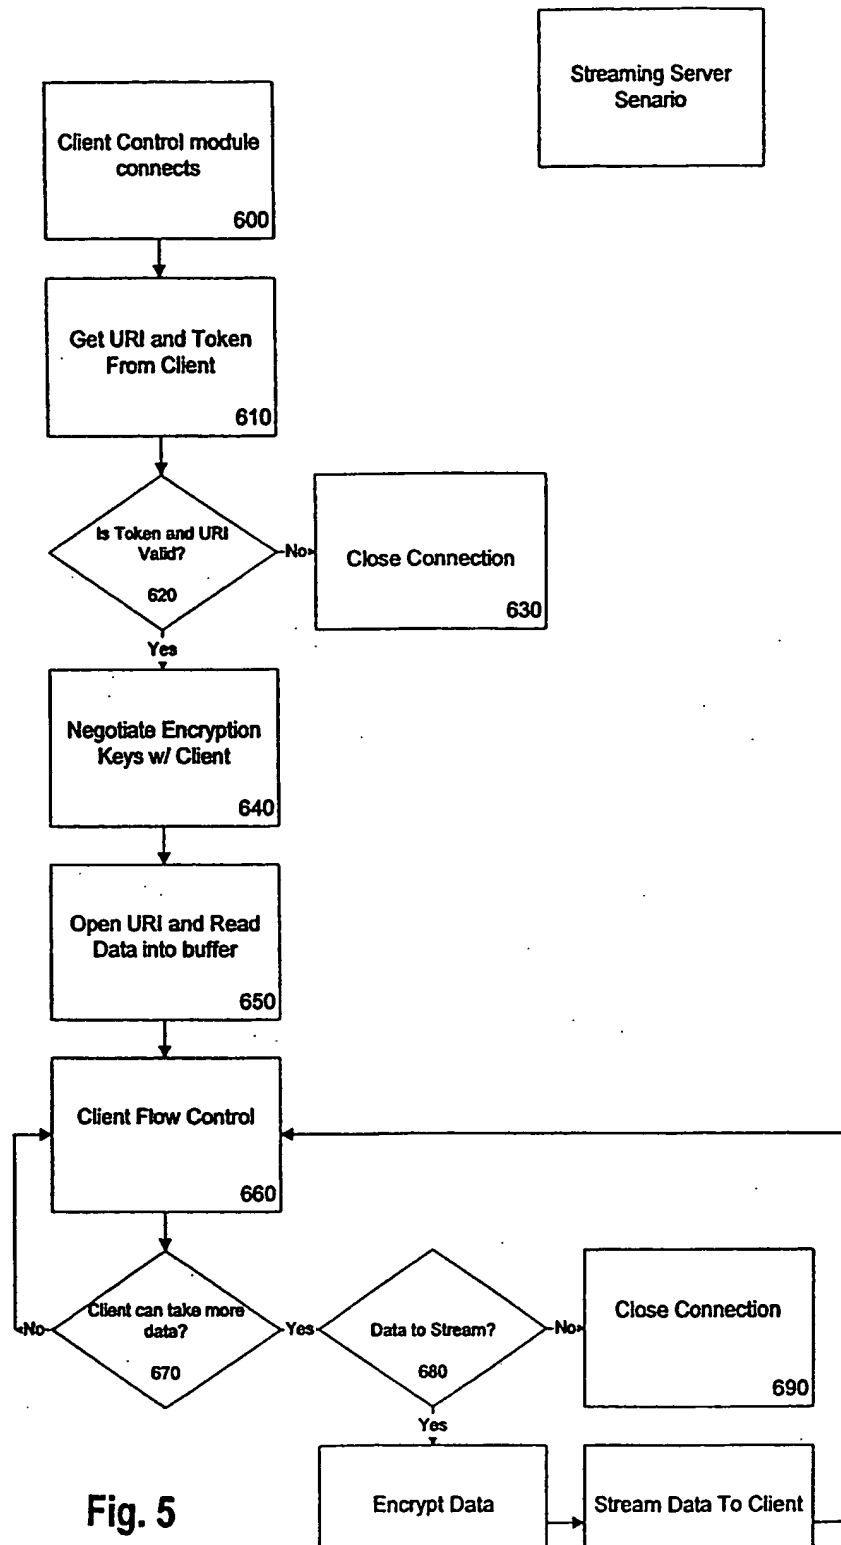 Streaming Server
Senario
Client Control module
connects
600
Get URI and Token
From Client
610
Is Token and URI
Valid?
620
No
Close Connection
630
Yes
Negotiate Encryption
Keys w/ Client
640
Open URI and Read
Data into buffer
650
Client Flow Control
660
Client can take more
data?
670
No
Yes
Data to Stream?
680
No
Close Connection
690
Yes
Encrypt Data
Stream Data To Client
Fig. 5